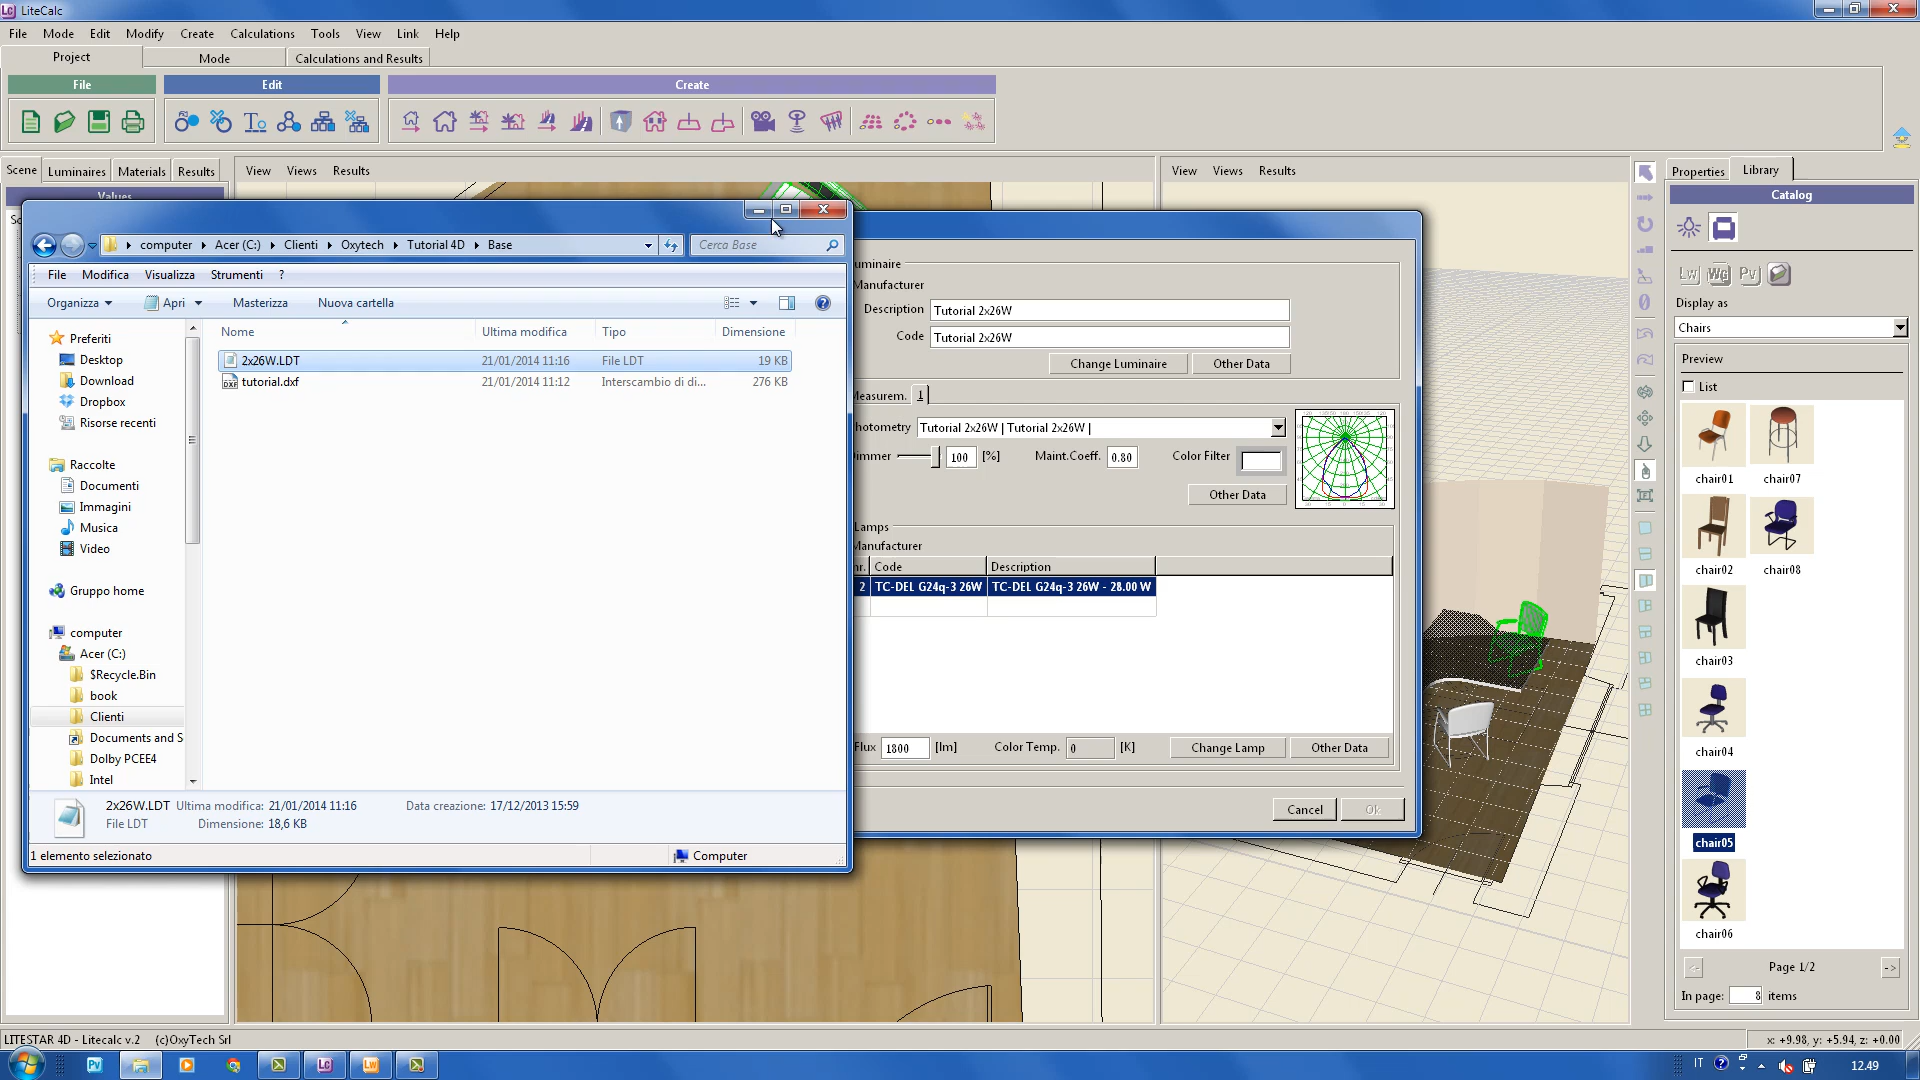 LiteCalc
File Mode Edit Modify Create Calculations Tools View Link Help
Project Mode Calculations and Results
File Edit Create
Scene Luminaires Materials Results
View Views Results
View Views Results
Properties Library
Values
Catalog
Lw Wg Pv
Display as
Chairs
Preview
List
chair01 chair07
chair02 chair08
chair03
chair04
chair05
chair06
Page 1/2
In page: 8 items
computer Acer (C:) Clienti Oxytech Tutorial 4D Base
Cerca Base
File Modifica Visualizza Strumenti ?
Organizza Apri Masterizza Nuova cartella
Nome Ultima modifica Tipo Dimensione
2x26W.LDT 21/01/2014 11:16 File LDT 19 KB
tutorial.dxf 21/01/2014 11:12 Interscambio di di... 276 KB
Preferiti
Desktop
Download
Dropbox
Risorse recenti
Raccolte
Documenti
Immagini
Musica
Video
Gruppo home
computer
Acer (C:)
$Recycle.Bin
book
Clienti
Documents and S
Dolby PCEE4
Intel
2x26W.LDT Ultima modifica: 21/01/2014 11:16 Data creazione: 17/12/2013 15:59
File LDT Dimensione: 18,6 KB
1 elemento selezionato Computer
uminaire
Manufacturer
Description Tutorial 2x26W
Code Tutorial 2x26W
Change Luminaire Other Data
Measurem. 1
hotometry Tutorial 2x26W | Tutorial 2x26W |
Dimmer 100 [%] Maint.Coeff. 0.80 Color Filter
Other Data
Lamps
Manufacturer
nr. Code Description
2 TC-DEL G24q-3 26W TC-DEL G24q-3 26W - 28.00 W
Flux 1800 [lm] Color Temp. 0 [K] Change Lamp Other Data
Cancel Ok
LITESTAR 4D - Litecalc v.2 (c)OxyTech Srl
x: +9.98, y: +5.94, z: +0.00
Pv Lc Lw
IT 12.49